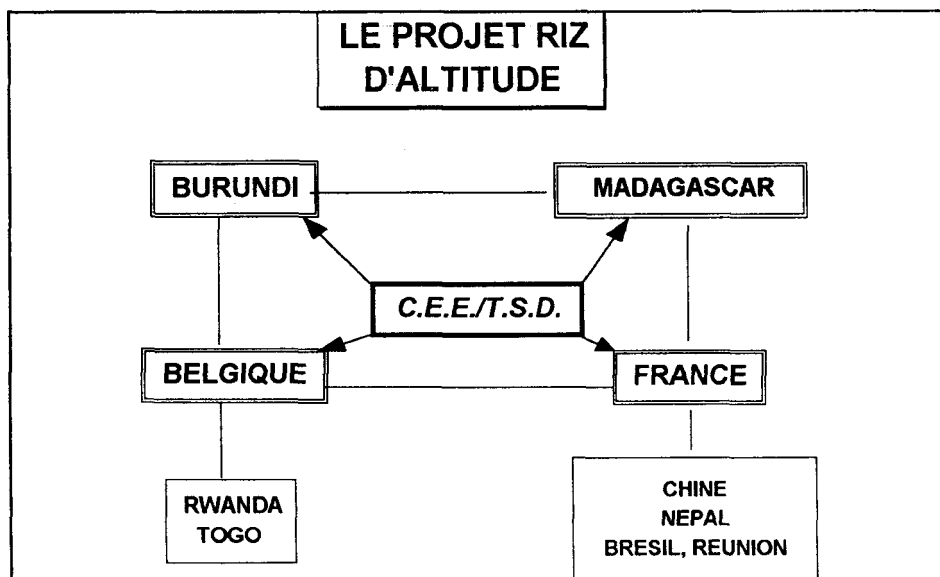 LE PROJET RIZ
D'ALTITUDE
BURUNDI
MADAGASCAR
C.E.E./T.S.D.
BELGIQUE
FRANCE
RWANDA
TOGO
CHINE
NEPAL
BRESIL, REUNION